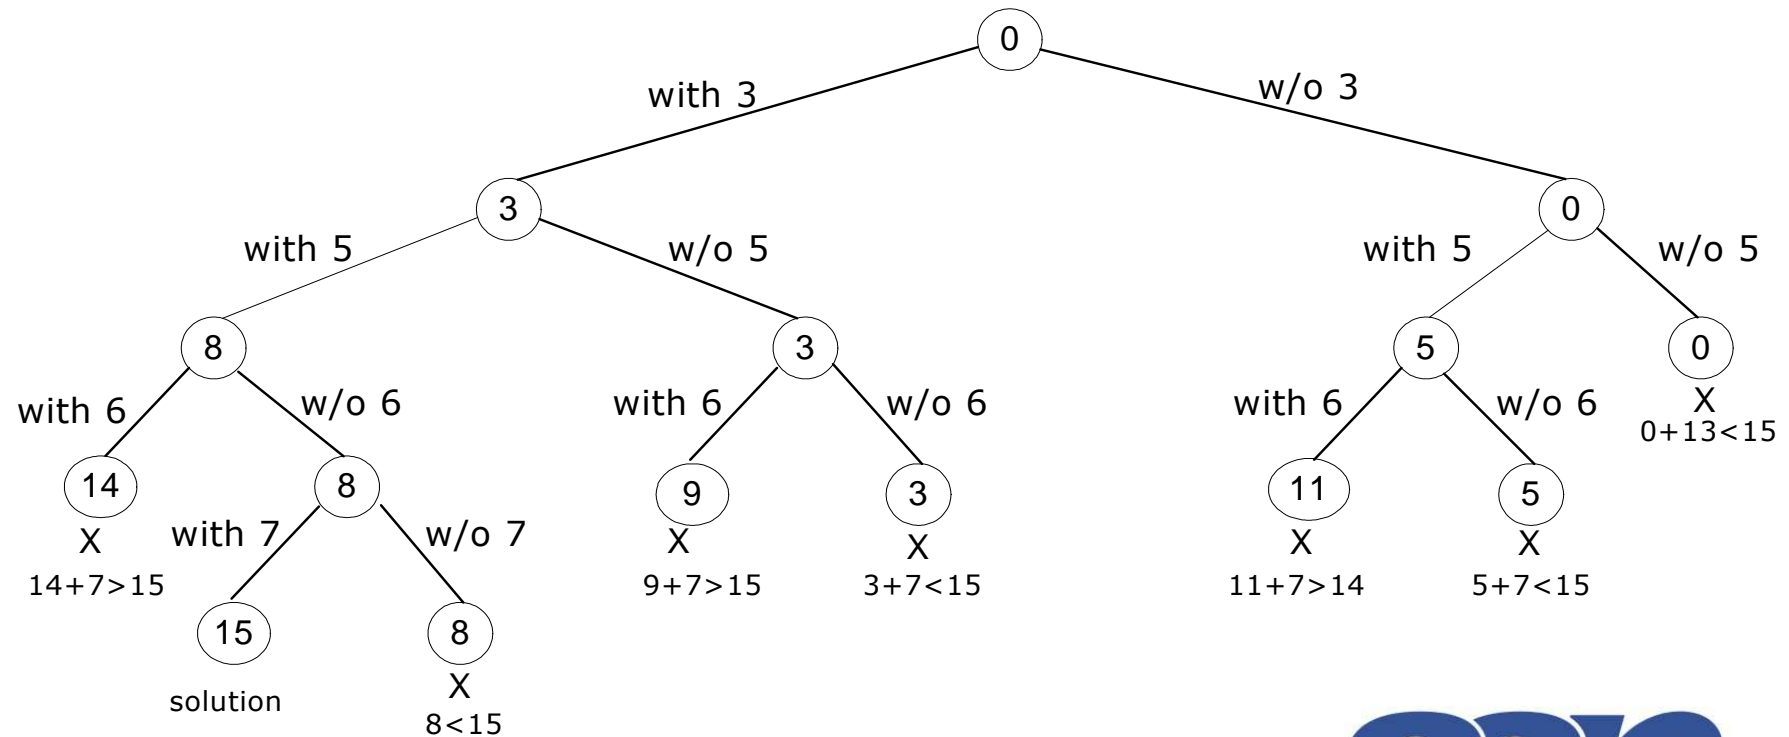 0
with 3
w/o 3
3
0
with 5
w/o 5
with 5
w/o 5
8
3
5
0
with 6
w/o 6
with 6
w/o 6
with 6
w/o 6
X
0+13<15
14
8
9
3
11
5
X
with 7
w/o 7
X
X
X
X
14+7>15
9+7>15
3+7<15
11+7>14
5+7<15
15
8
solution
X
8<15